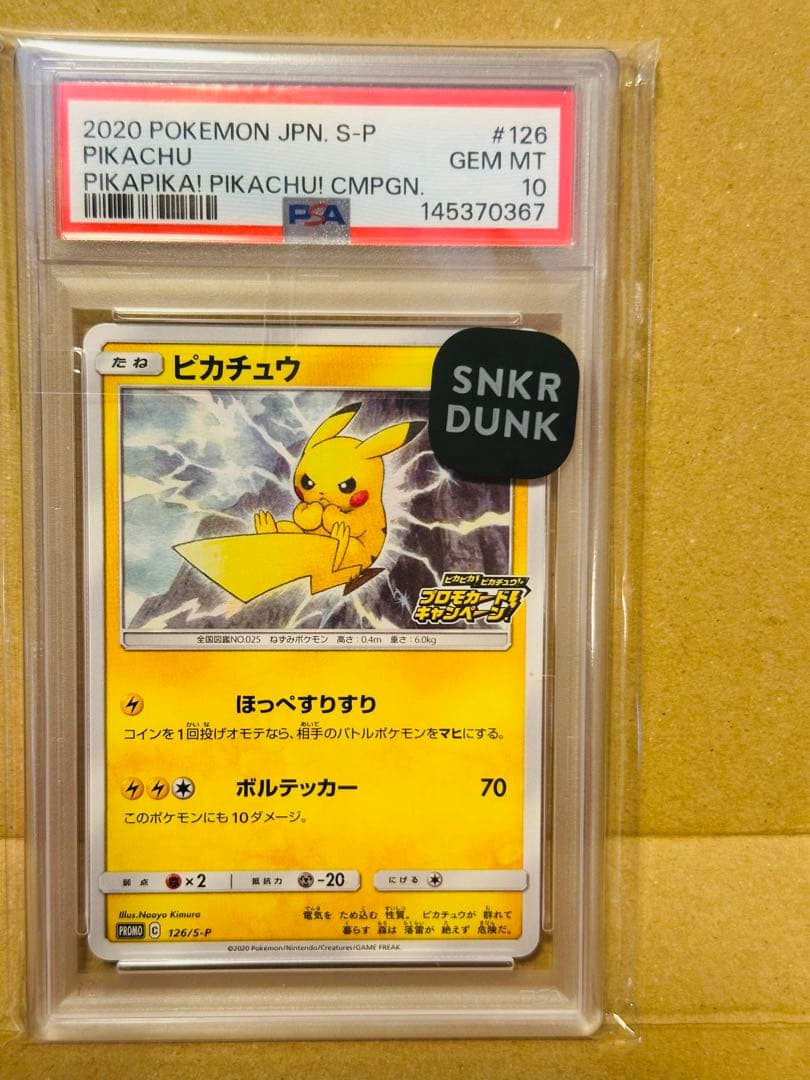 2020 POKEMON JPN. S-P #126
PIKACHU GEM MT
PIKAPIKA! PIKACHU! CMPGN. 10
PSA 145370367
たね ピカチュウ
SNKR
DUNK
ピカピカ ピカチュウ!
プロモカード
キャンペーン!
全国図鑑NO.025 ねずみポケモン 高さ:0.4m 重さ:6.0kg
ほっぺすりすり
コインを1回投げオモテなら、相手のバトルポケモンをマヒにする。
ボルテッカー 70
このポケモンにも10ダメージ。
弱点 ×2 抵抗力 -20 にげる
Illus.Naoyo Kimura
電気を ため込む 性質。 ピカチュウが 群れて
暮らす 森は 落雷が 絶えず 危険だ。
PROMO C 126/S-P
©2020 Pokémon/Nintendo/Creatures/GAME FREAK.